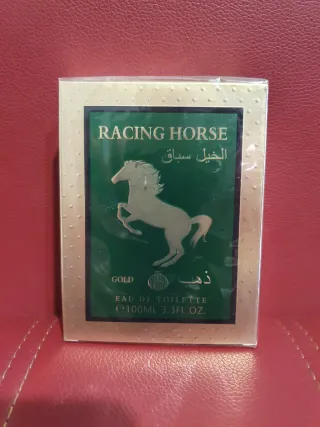 RACING HORSE
الخيل سباق
GOLD ذهب
EAU DE TOILETTE
℮100ML 3.3FL.OZ.